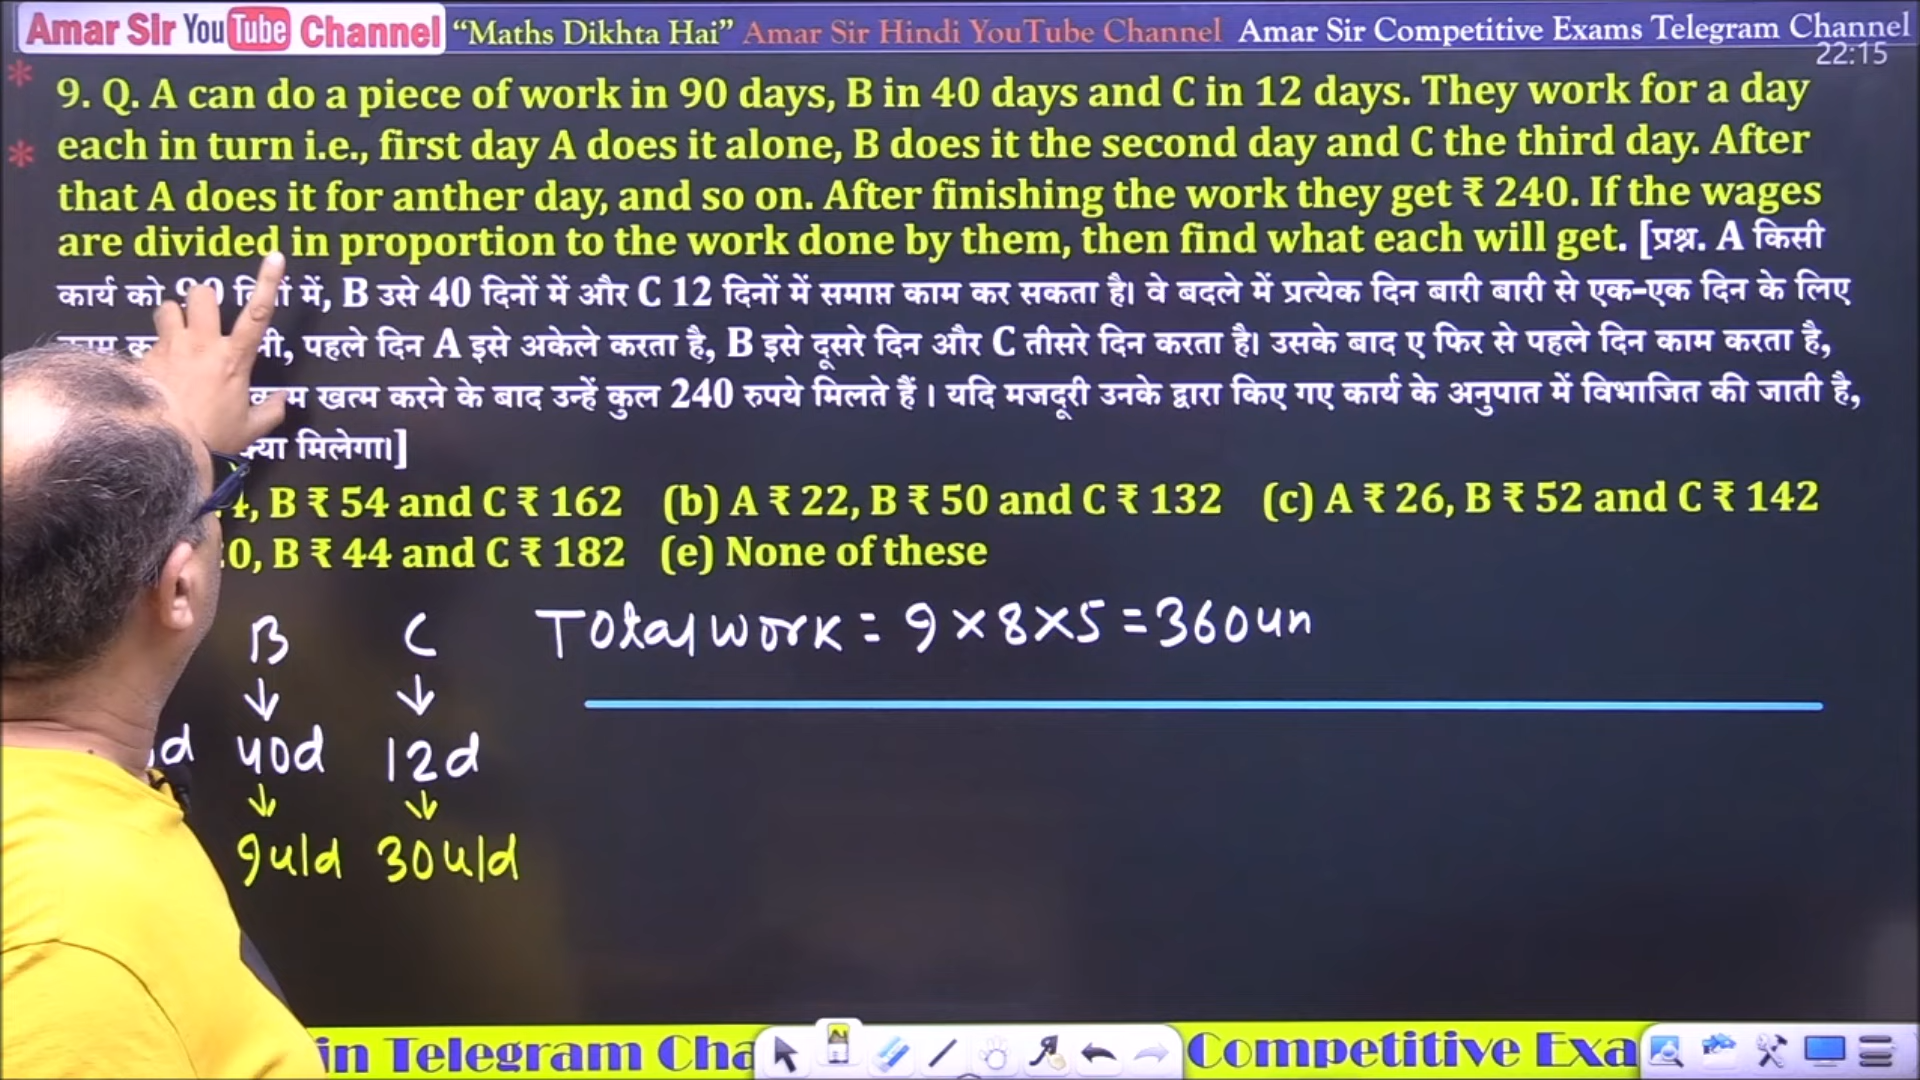 Amar Sir YouTube Channel "Maths Dikhta Hai" Amar Sir Hindi YouTube Channel Amar Sir Competitive Exams Telegram Channel
22:15
* 9. Q. A can do a piece of work in 90 days, B in 40 days and C in 12 days. They work for a day
* each in turn i.e., first day A does it alone, B does it the second day and C the third day. After
that A does it for anther day, and so on. After finishing the work they get ₹ 240. If the wages
are divided in proportion to the work done by them, then find what each will get. [प्रश्न. A किसी
कार्य को 90 में, B उसे 40 दिनों में और C 12 दिनों में समाप्त काम कर सकता है। वे बदले में प्रत्येक दिन बारी बारी से एक-एक दिन के लिए
पहले दिन A इसे अकेले करता है, B इसे दूसरे दिन और C तीसरे दिन करता है। उसके बाद ए फिर से पहले दिन काम करता है,
खत्म करने के बाद उन्हें कुल 240 रुपये मिलते हैं । यदि मजदूरी उनके द्वारा किए गए कार्य के अनुपात में विभाजित की जाती है,
मिलेगा।]
4, B ₹ 54 and C ₹ 162 (b) A ₹ 22, B ₹ 50 and C ₹ 132 (c) A ₹ 26, B ₹ 52 and C ₹ 142
0, B ₹ 44 and C ₹ 182 (e) None of these
B C Total work = 9×8×5 = 360un
d 40d 12d
9u/d 30u/d
in Telegram Cha Competitive Exa